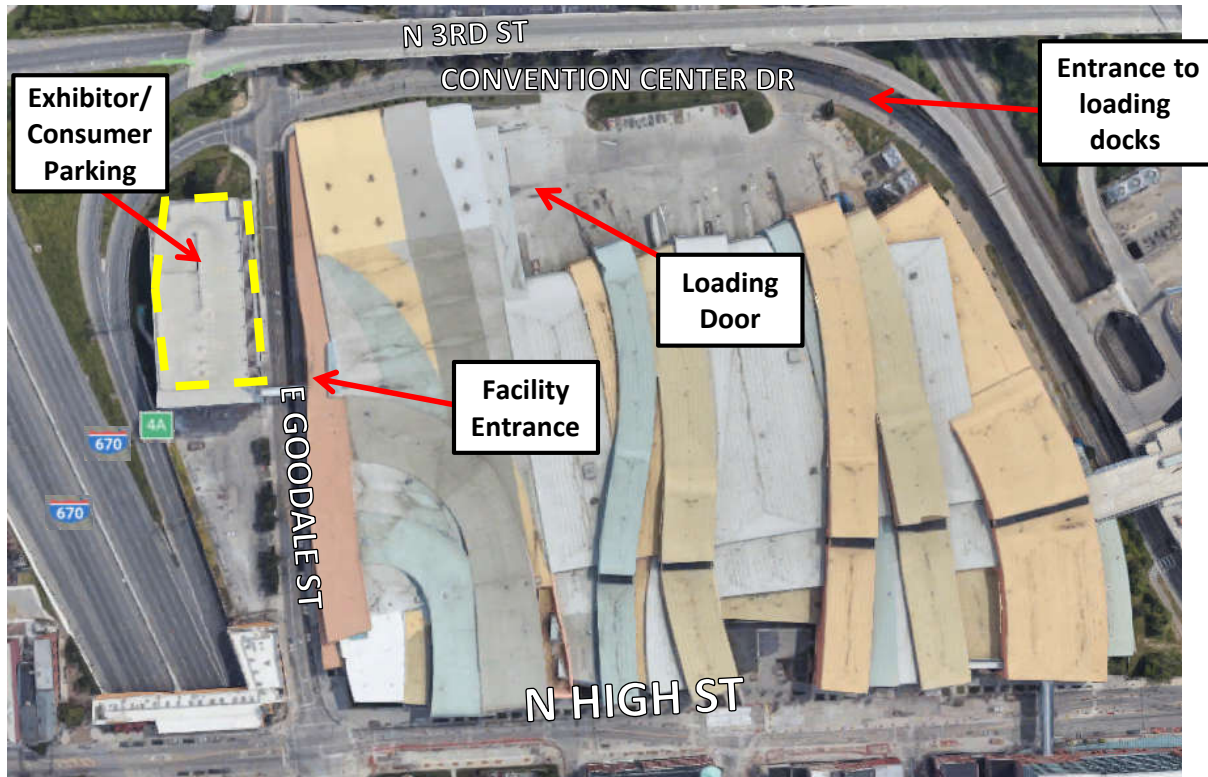 N 3RD ST
CONVENTION CENTER DR
Entrance to
loading
docks
Exhibitor/
Consumer
Parking
Loading
Door
Facility
Entrance
4A
670
670
E GOODALE ST
N HIGH ST